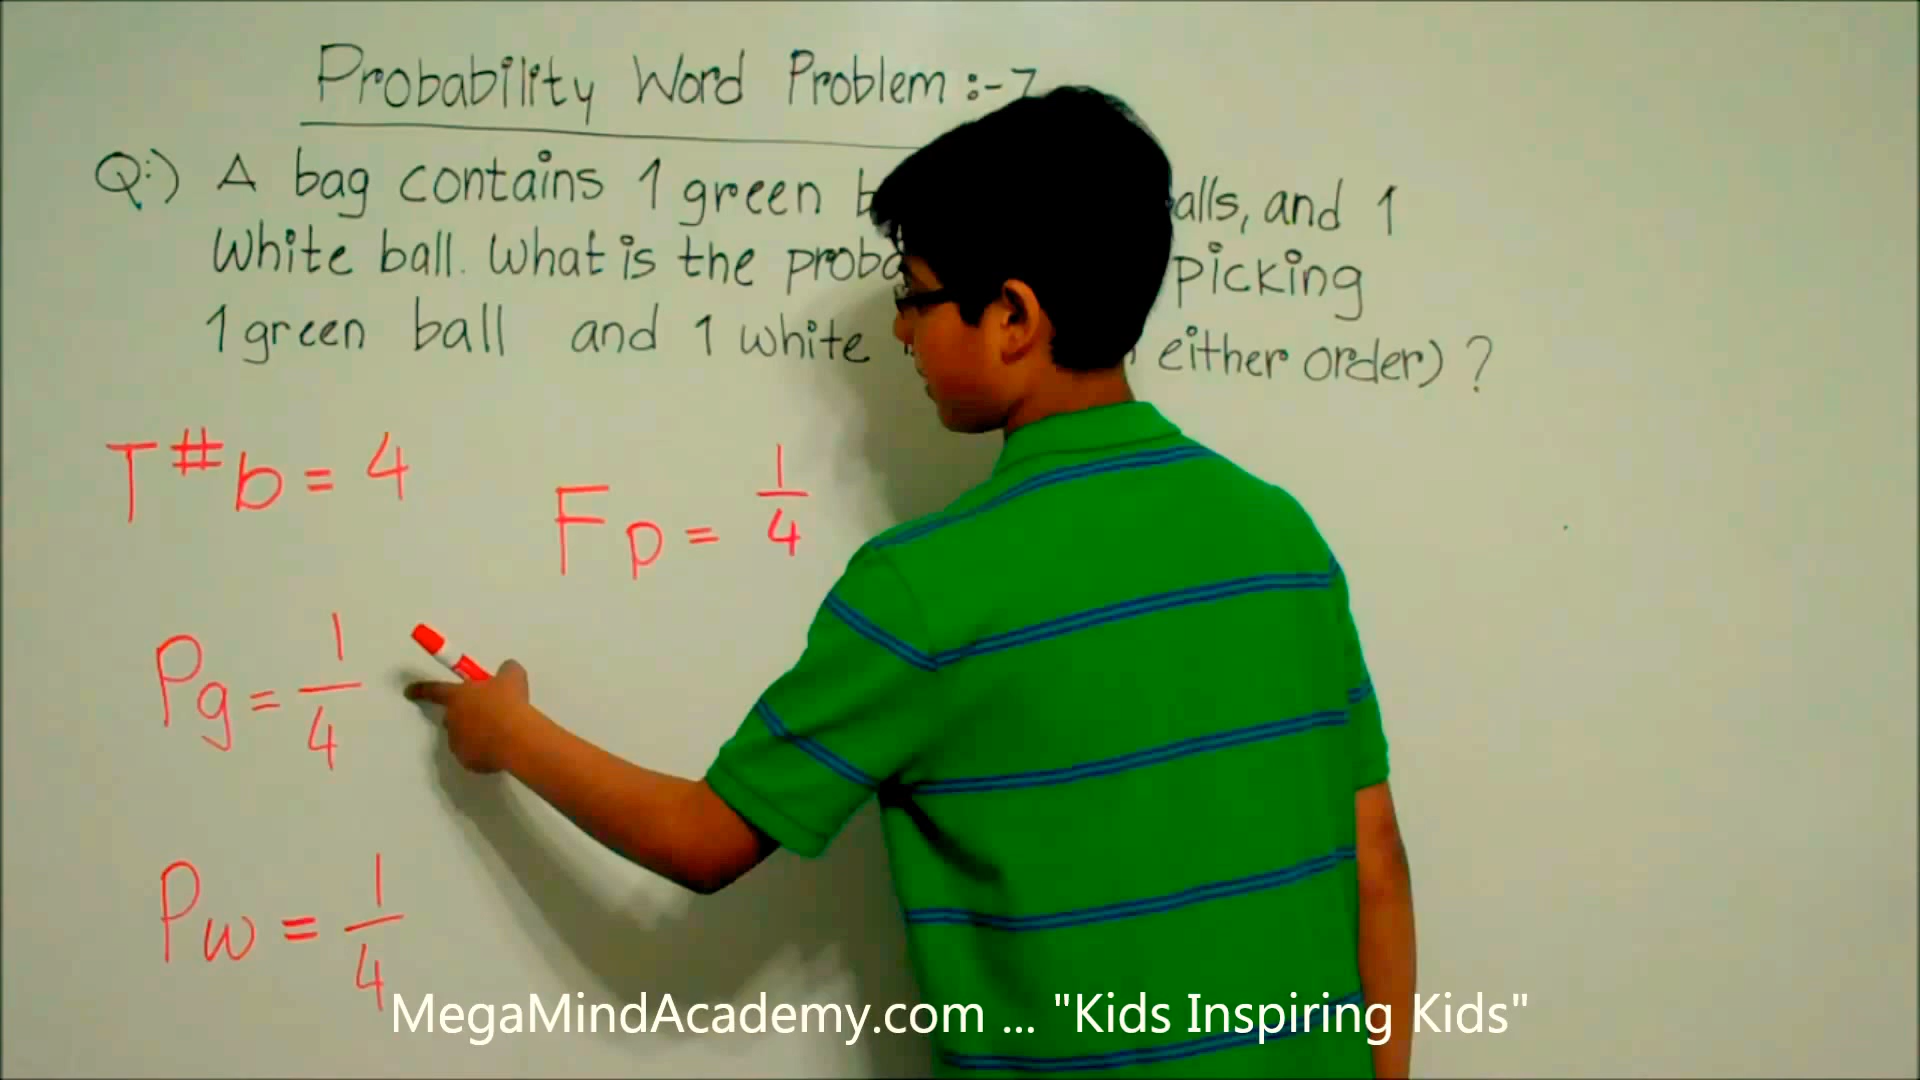 Probability Word Problem :- 7
Q:) A bag contains 1 green alls, and 1
White ball. What is the proba picking
1 green ball and 1 white either order) ?
T # b = 4
F p = 1/4
Pg = 1/4
Pw = 1/4
MegaMindAcademy.com ... "Kids Inspiring Kids"